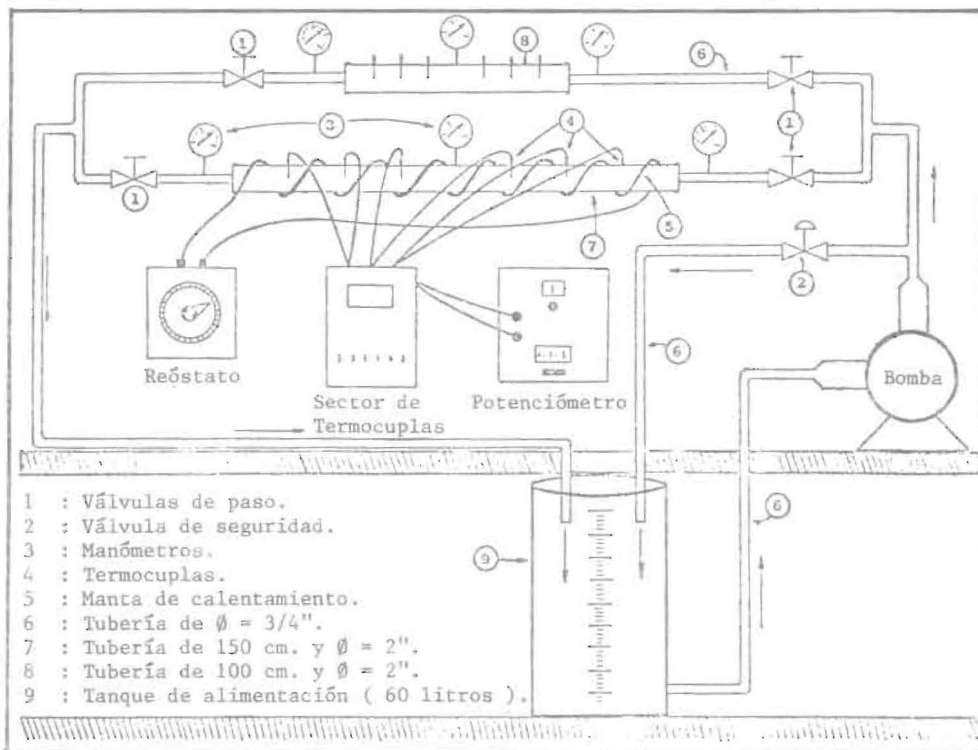 1
8
6
3
4
1
1
7
5
2
6
Reóstato
Sector de
Termocuplas
Potenciómetro
Bomba
1 : Válvulas de paso.
2 : Válvula de seguridad.
3 : Manómetros.
4 : Termocuplas.
5 : Manta de calentamiento.
6 : Tubería de Ø = 3/4".
7 : Tubería de 150 cm. y Ø = 2".
8 : Tubería de 100 cm. y Ø = 2".
9 : Tanque de alimentación ( 60 litros ).
9
6